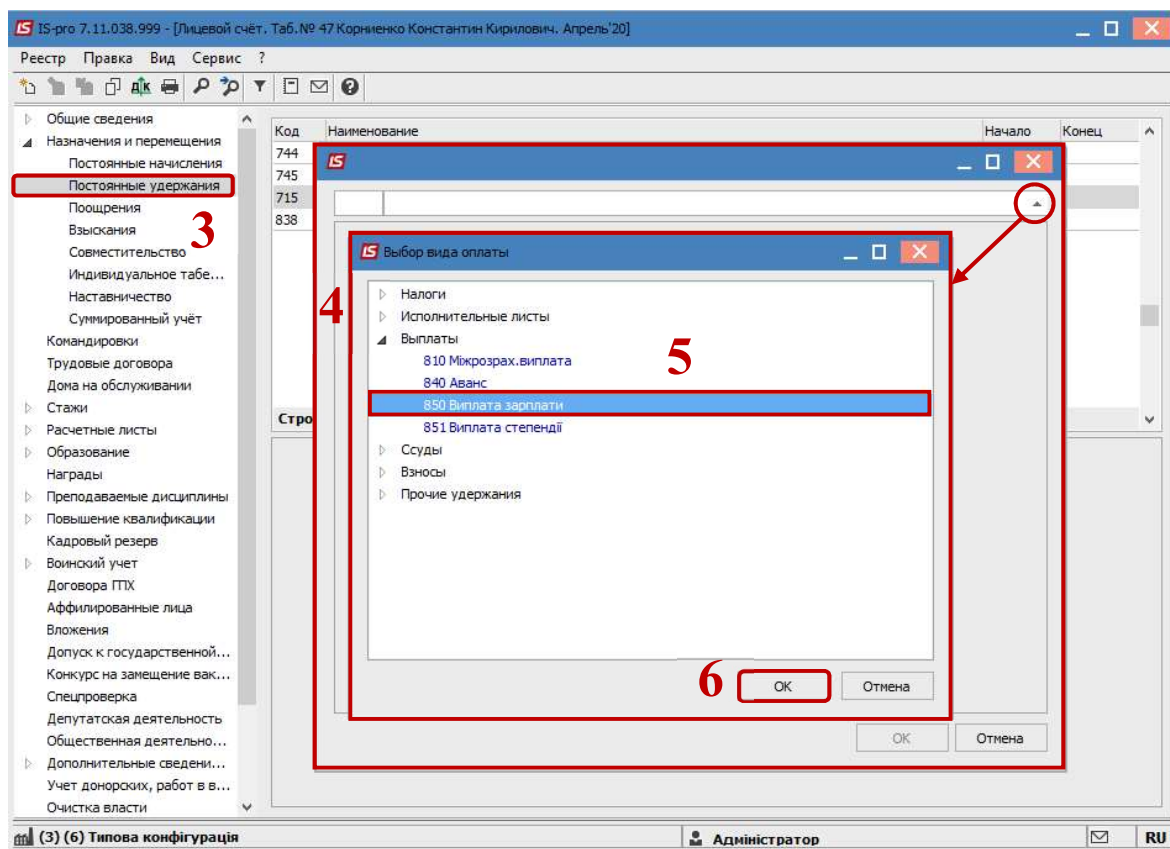 IS-pro 7.11.038.999 - [Лицевой счёт. Таб.№ 47 Корниенко Константин Кирилович. Апрель'20]
Реестр Правка Вид Сервис ?
Общие сведения
Назначения и перемещения
Постоянные начисления
Постоянные удержания
Поощрения
Взыскания
Совместительство
Индивидуальное табе...
Наставничество
Суммированный учёт
Командировки
Трудовые договора
Дома на обслуживании
Стажи
Расчетные листы
Образование
Награды
Преподаваемые дисциплины
Повышение квалификации
Кадровый резерв
Воинский учет
Договора ГПХ
Аффилированные лица
Вложения
Допуск к государственной...
Конкурс на замещение вак...
Спецпроверка
Депутатская деятельность
Общественная деятельно...
Дополнительные сведени...
Учет донорских, работ в в...
Очистка власти
3
Код Наименование Начало Конец
744
745
715
838
Стро
4
Выбор вида оплаты
Налоги
Исполнительные листы
Выплаты
810 Міжрозрах.виплата
840 Аванс
850 Виплата зарплати
851 Виплата степендії
Ссуды
Взносы
Прочие удержания
5
6
OK Отмена
OK Отмена
(3) (6) Типова конфігурація Адміністратор RU